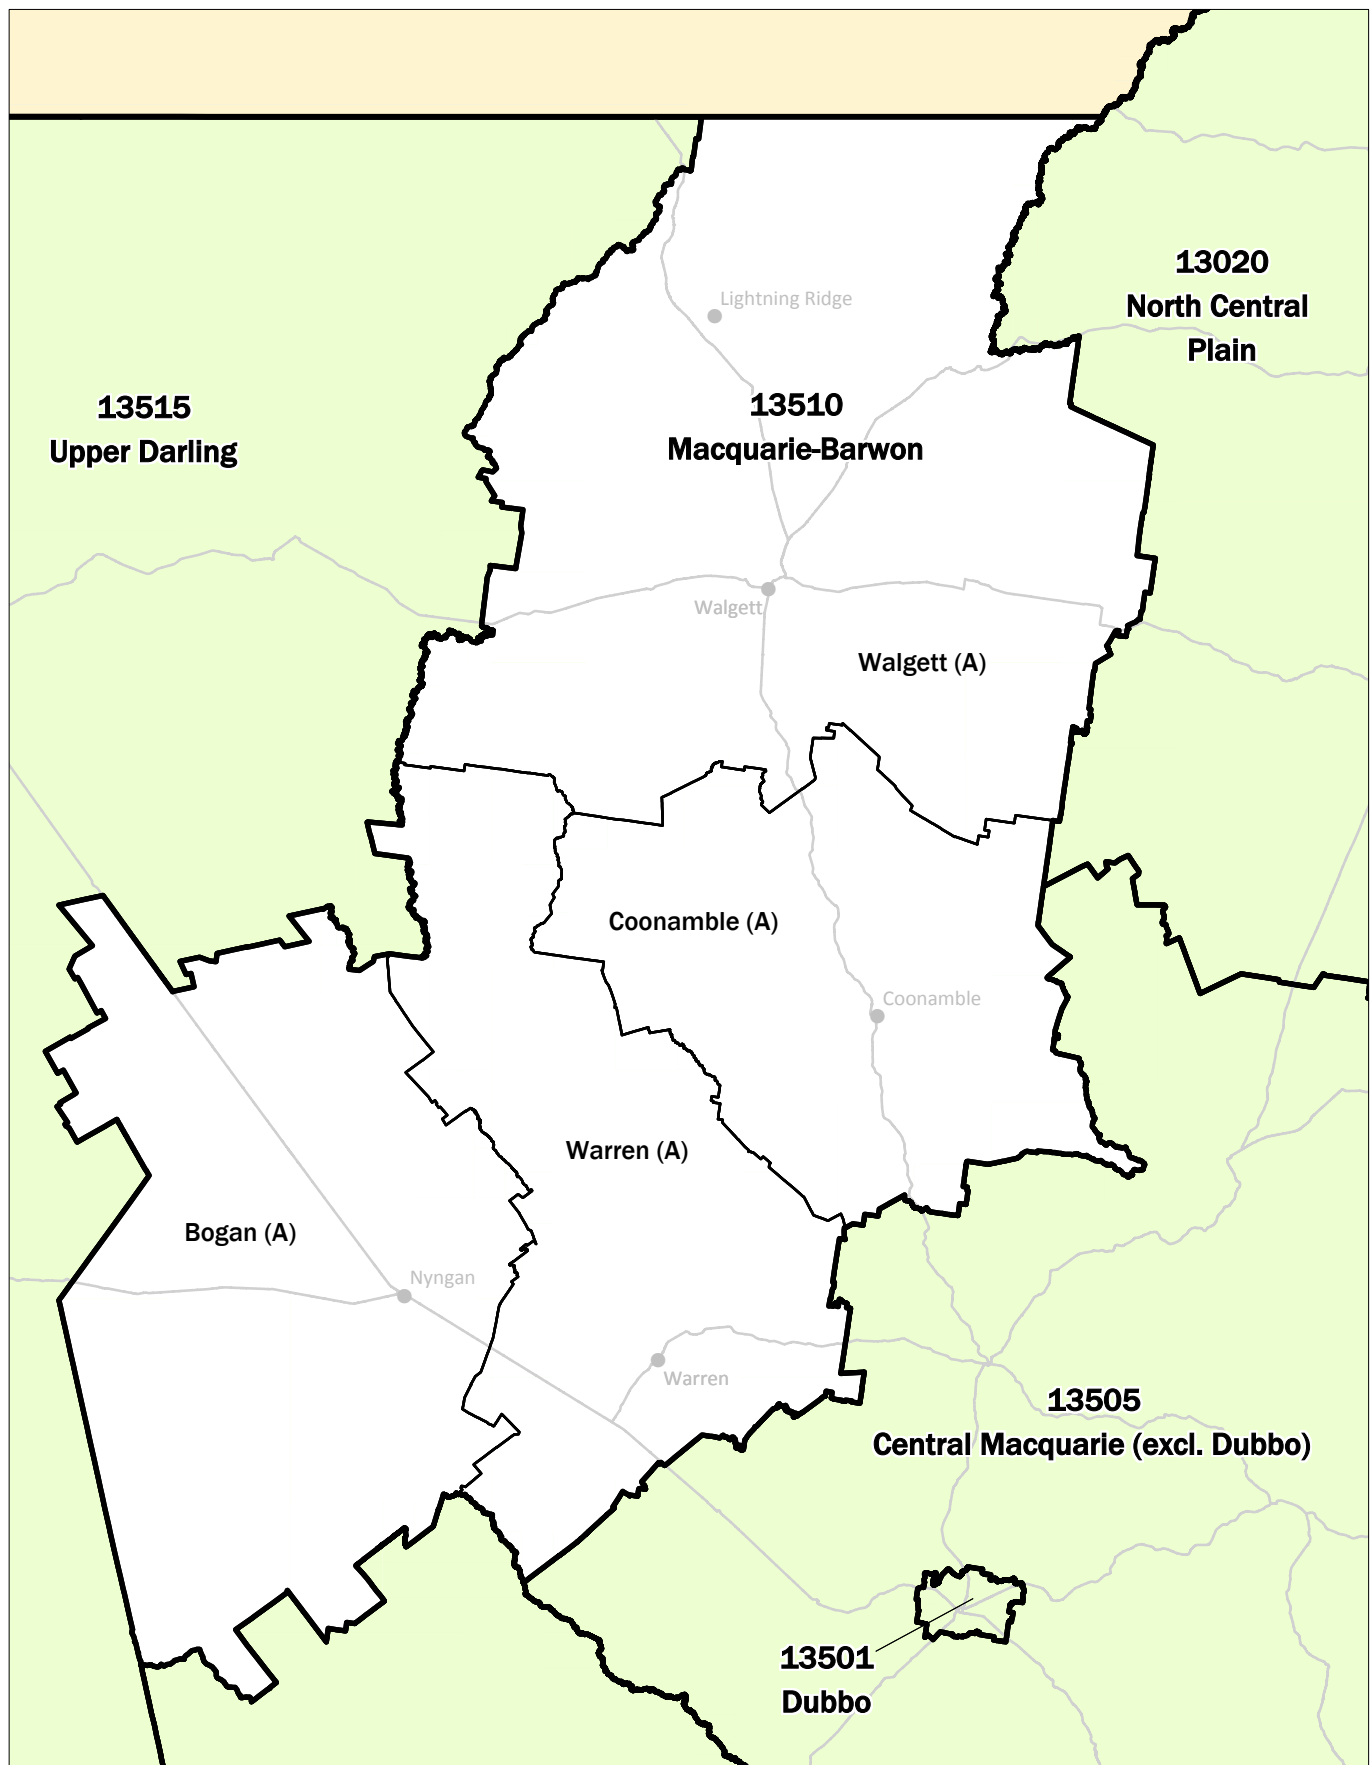 13020
North Central
Plain
Lightning Ridge
13515
Upper Darling
13510
Macquarie-Barwon
Walgett
Walgett (A)
Coonamble (A)
Coonamble
Warren (A)
Bogan (A)
Nyngan
Warren
13505
Central Macquarie (excl. Dubbo)
13501
Dubbo